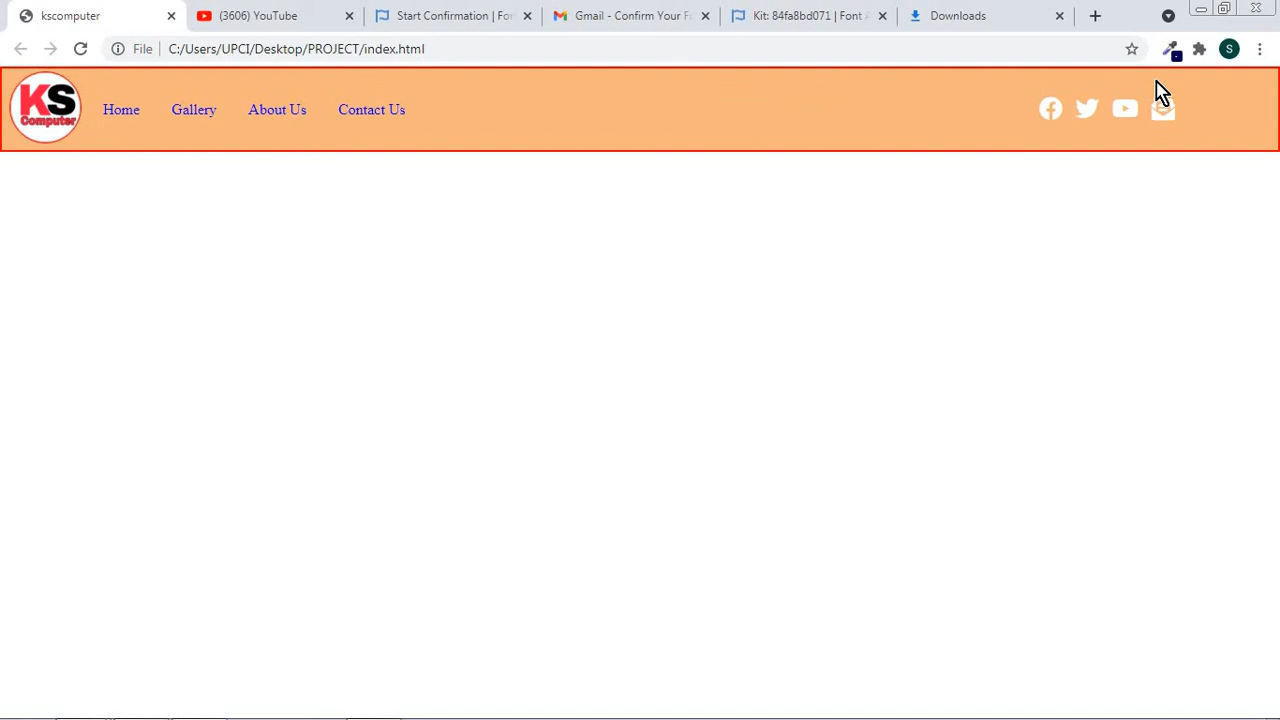 kscomputer
(3606) YouTube
Start Confirmation | For
Gmail - Confirm Your F
Kit: 84fa8bd071 | Font A
Downloads
File
C:/Users/UPCI/Desktop/PROJECT/index.html
S
KS
Computer
Home
Gallery
About Us
Contact Us